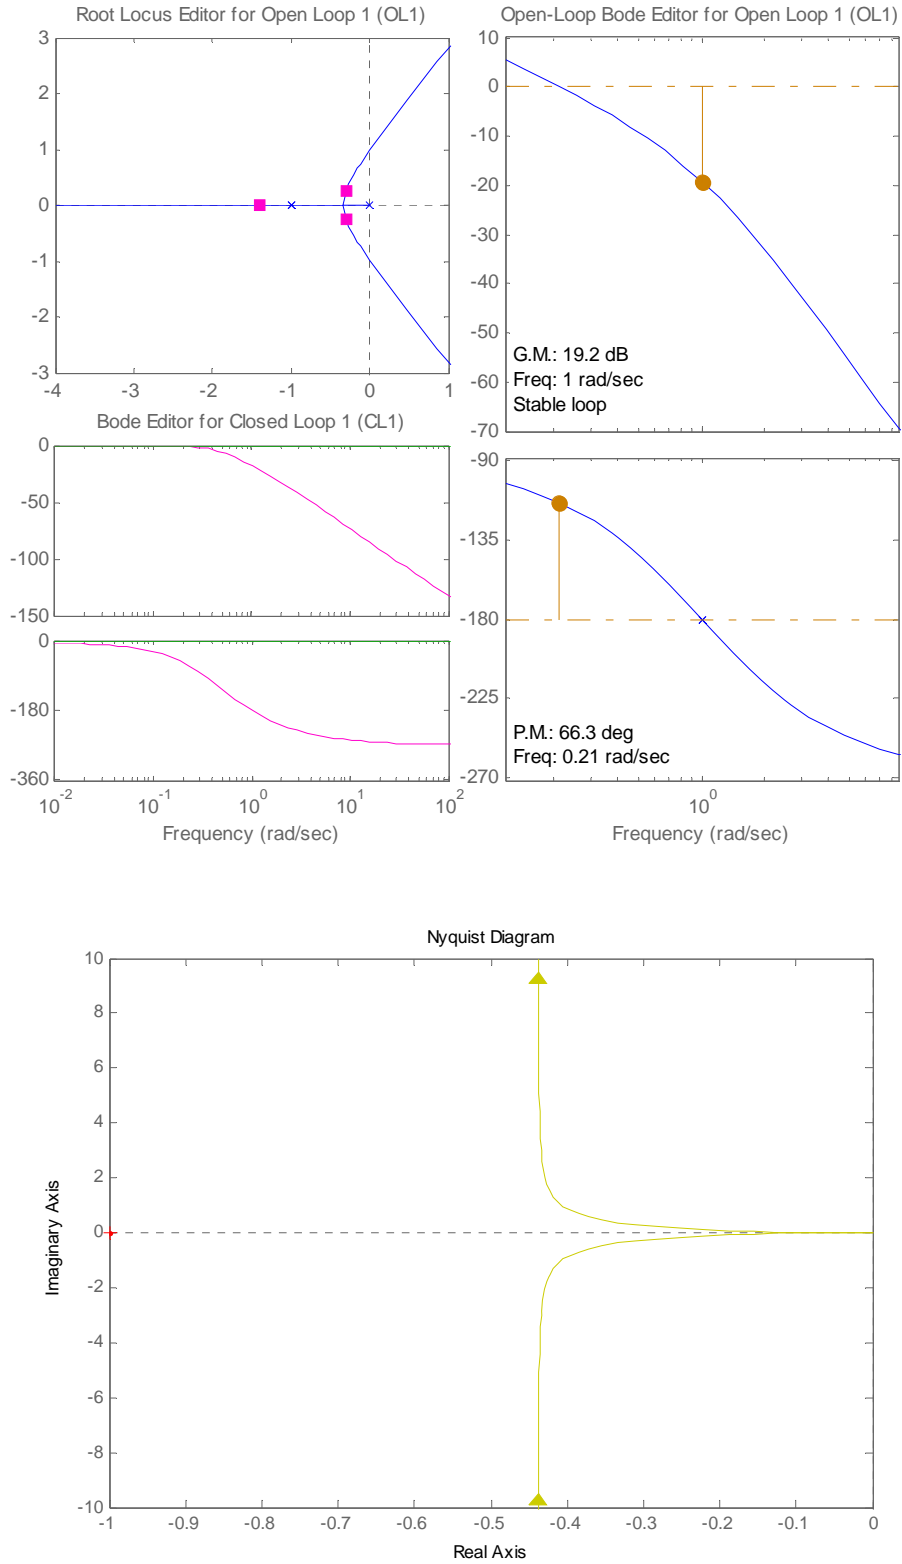 Root Locus Editor for Open Loop 1 (OL1)
3
2
1
0
-1
-2
-3
-4 -3 -2 -1 0 1
Bode Editor for Closed Loop 1 (CL1)
0
-50
-100
-150
0
-180
-360
10^-2 10^-1 10^0 10^1 10^2
Frequency (rad/sec)
Open-Loop Bode Editor for Open Loop 1 (OL1)
10
0
-10
-20
-30
-40
-50
-60
-70
G.M.: 19.2 dB
Freq: 1 rad/sec
Stable loop
-90
-135
-180
-225
-270
P.M.: 66.3 deg
Freq: 0.21 rad/sec
10^0
Frequency (rad/sec)
Nyquist Diagram
10
8
6
4
2
0
-2
-4
-6
-8
-10
Imaginary Axis
-1 -0.9 -0.8 -0.7 -0.6 -0.5 -0.4 -0.3 -0.2 -0.1 0
Real Axis